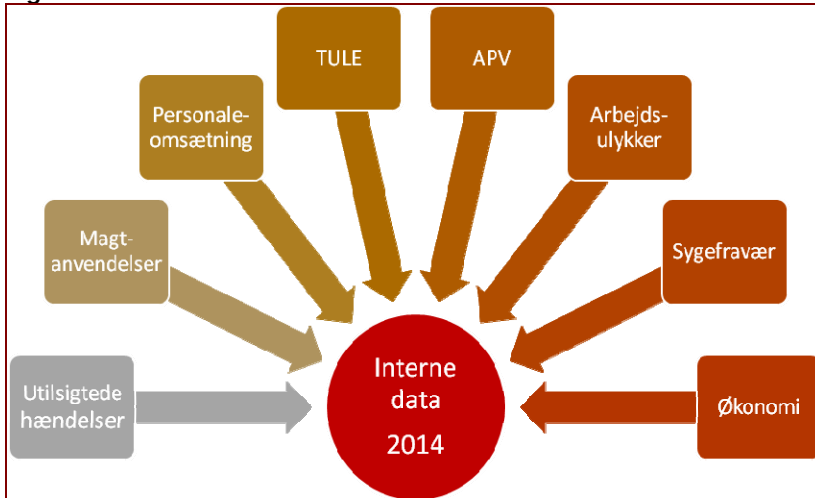 TULE
APV
Personale-
omsætning
Arbejds-
ulykker
Magt-
anvendelser
Sygefravær
Utilsigtede
hændelser
Økonomi
Interne
data
2014